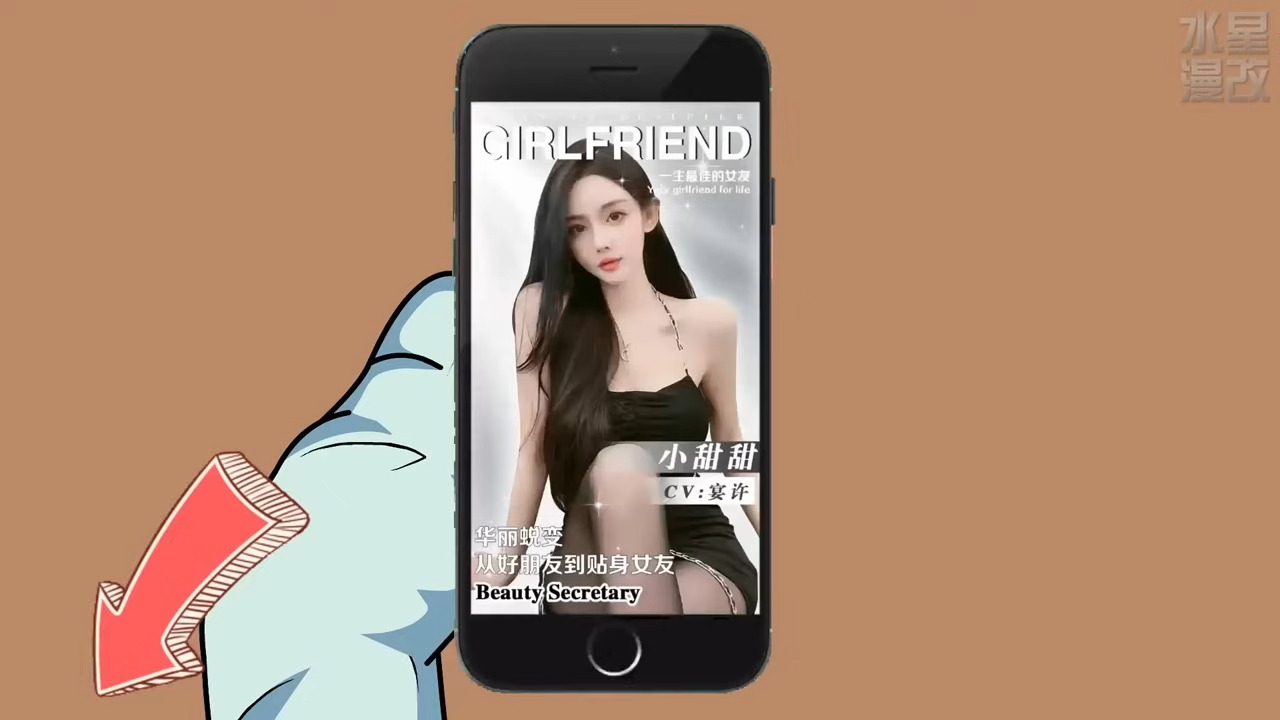 水星
漫改
GIRLFRIEND
一生最佳的女友
Your girlfriend for life
小甜甜
CV:宴许
华丽蜕变
从好朋友到贴身女友
Beauty Secretary